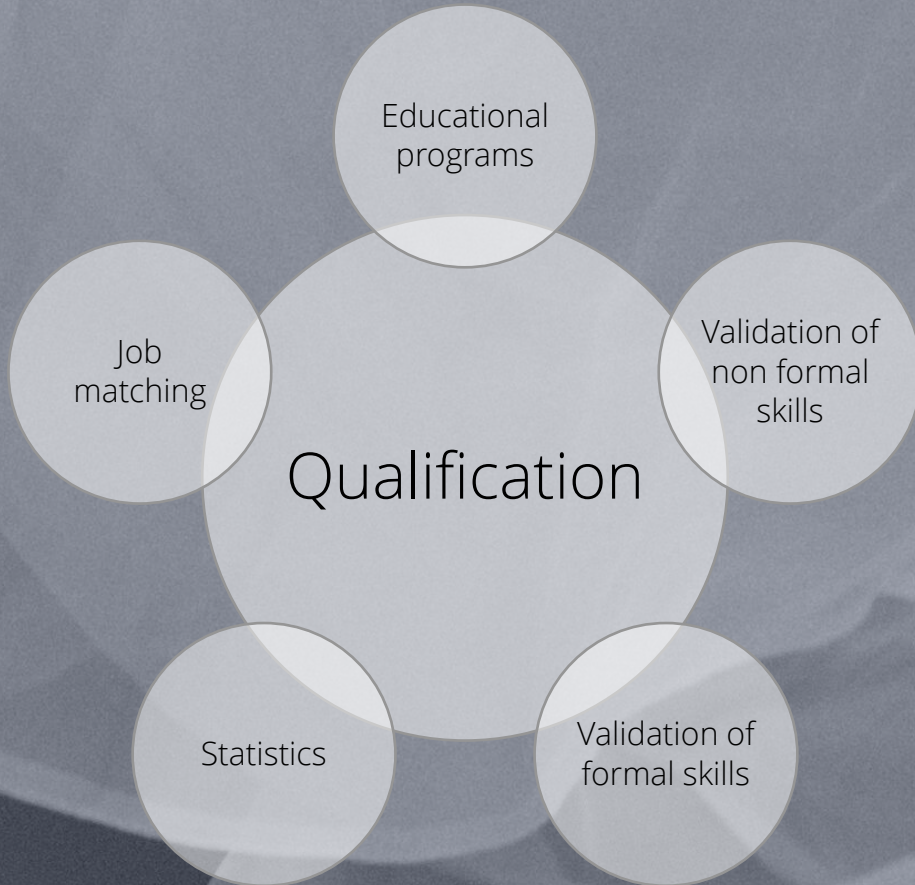 Educational
programs
Job
matching
Validation of
non formal
skills
Qualification
Statistics
Validation of
formal skills